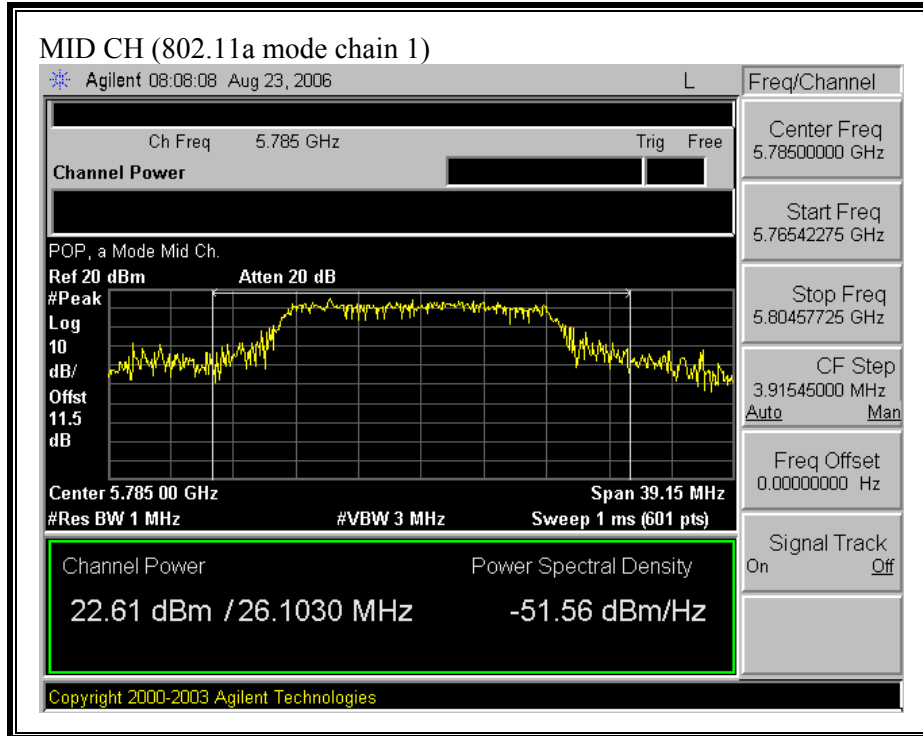 MID CH (802.11a mode chain 1)
Agilent 08:08:08 Aug 23, 2006 L
Freq/Channel
Ch Freq 5.785 GHz Trig Free
Channel Power
Center Freq
5.78500000 GHz
Start Freq
5.76542275 GHz
Stop Freq
5.80457725 GHz
CF Step
3.91545000 MHz
Auto Man
Freq Offset
0.00000000 Hz
Signal Track
On Off
POP, a Mode Mid Ch.
Ref 20 dBm Atten 20 dB
#Peak
Log
10
dB/
Offst
11.5
dB
Center 5.785 00 GHz Span 39.15 MHz
#Res BW 1 MHz #VBW 3 MHz Sweep 1 ms (601 pts)
Channel Power Power Spectral Density
22.61 dBm / 26.1030 MHz -51.56 dBm/Hz
Copyright 2000-2003 Agilent Technologies